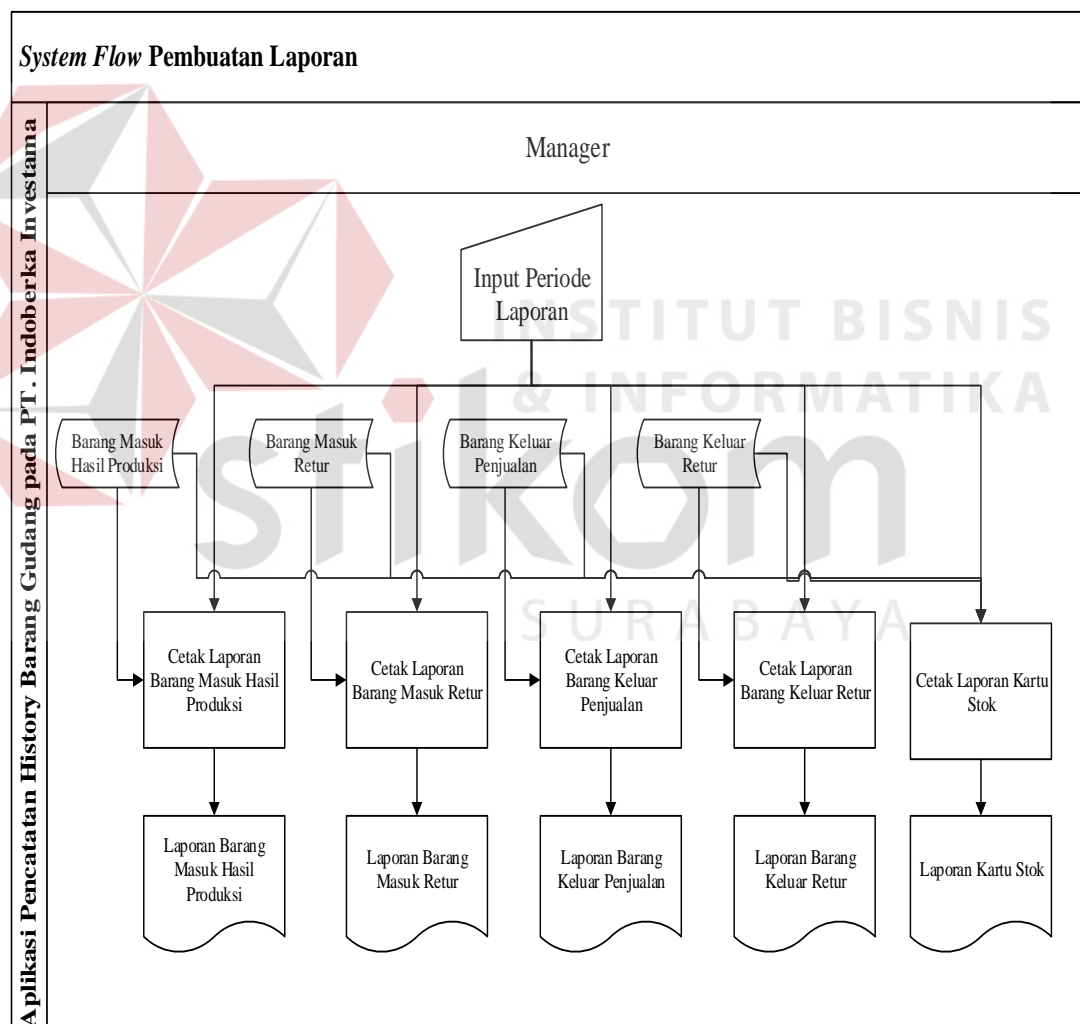 System Flow Pembuatan Laporan
Aplikasi Pencatatan History Barang Gudang pada PT. Indoberka Investama
Manager
Input Periode
Laporan
INSTITUT BISNIS
& INFORMATIKA
stikom
SURABAYA
Barang Masuk
Hasil Produksi
Barang Masuk
Retur
Barang Keluar
Penjualan
Barang Keluar
Retur
Cetak Laporan
Barang Masuk Hasil
Produksi
Cetak Laporan
Barang Masuk Retur
Cetak Laporan
Barang Keluar
Penjualan
Cetak Laporan
Barang Keluar Retur
Cetak Laporan Kartu
Stok
Laporan Barang
Masuk Hasil
Produksi
Laporan Barang
Masuk Retur
Laporan Barang
Keluar Penjualan
Laporan Barang
Keluar Retur
Laporan Kartu Stok